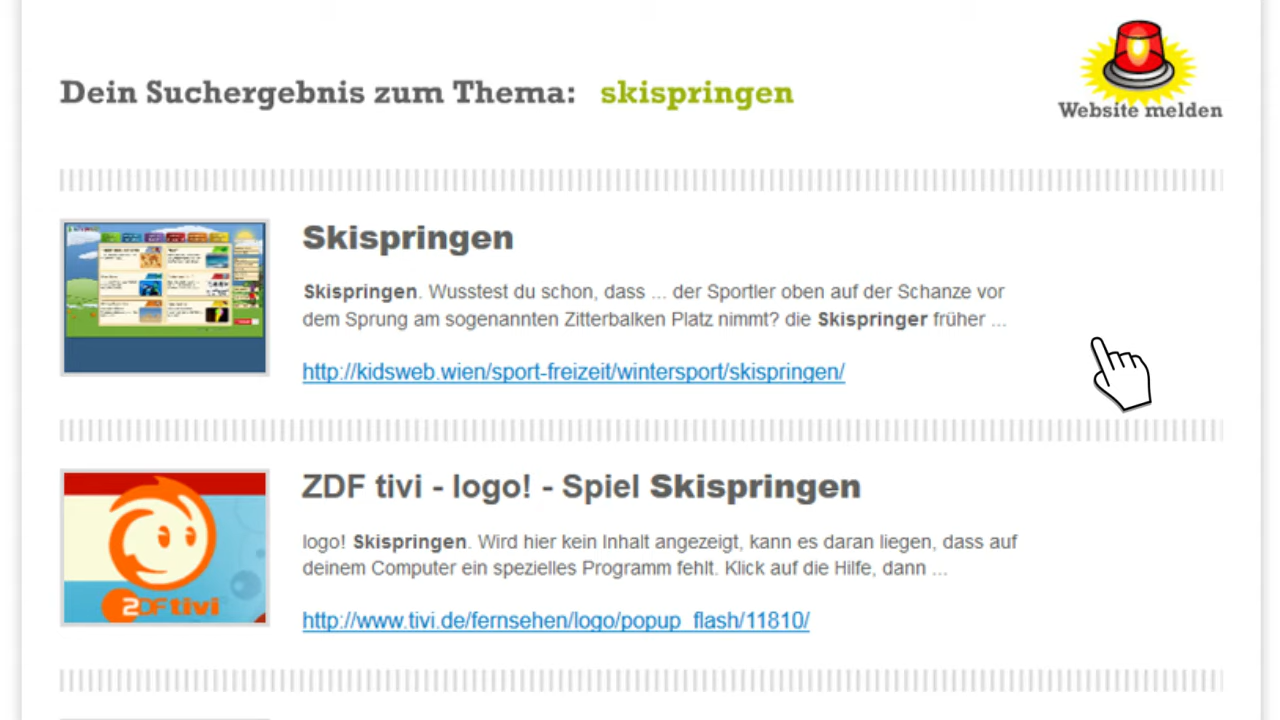 Dein Suchergebnis zum Thema: skispringen
Website melden
Skispringen
Skispringen. Wusstest du schon, dass ... der Sportler oben auf der Schanze vor
dem Sprung am sogenannten Zitterbalken Platz nimmt? die Skispringer früher ...
http://kidsweb.wien/sport-freizeit/wintersport/skispringen/
ZDF tivi - logo! - Spiel Skispringen
logo! Skispringen. Wird hier kein Inhalt angezeigt, kann es daran liegen, dass auf
deinem Computer ein spezielles Programm fehlt. Klick auf die Hilfe, dann ...
ZDFtivi
http://www.tivi.de/fernsehen/logo/popup_flash/11810/